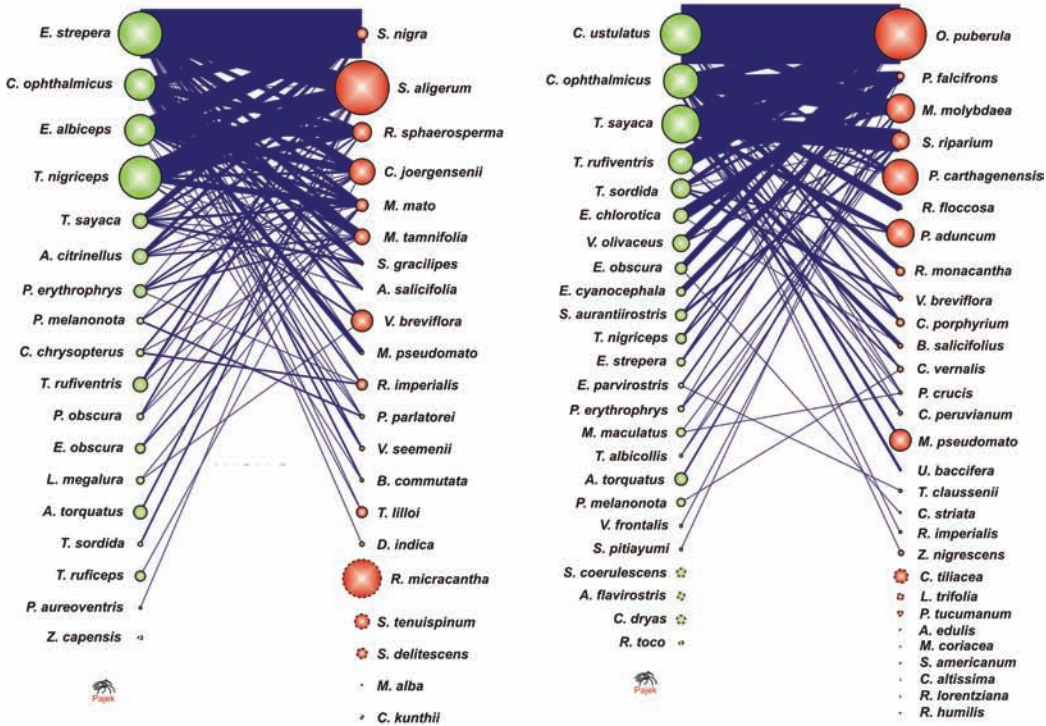 E. strepera
C. ophthalmicus
E. albiceps
T. nigriceps
T. sayaca
A. citrinellus
P. erythrophrys
P. melanonota
C. chrysopterus
T. rufiventris
P. obscura
E. obscura
L. megalura
A. torquatus
T. sordida
T. ruficeps
P. aureoventris
Z. capensis
Pajek
S. nigra
S. aligerum
R. sphaerosperma
C. joergensenii
M. mato
M. tamnifolia
S. gracilipes
A. salicifolia
V. breviflora
M. pseudomato
R. imperialis
P. parlatorei
V. seemenii
B. commutata
T. lilloi
D. indica
R. micracantha
S. tenuispinum
S. delitescens
M. alba
C. kunthii
C. ustulatus
C. ophthalmicus
T. sayaca
T. rufiventris
T. sordida
E. chlorotica
V. olivaceus
E. obscura
E. cyanocephala
S. aurantiirostris
T. nigriceps
E. strepera
E. parvirostris
P. erythrophrys
M. maculatus
T. albicollis
A. torquatus
P. melanonota
V. frontalis
S. pitiayumi
S. coerulescens
A. flavirostris
C. dryas
R. toco
Pajek
O. puberula
P. falcifrons
M. molybdaea
S. riparium
P. carthagenensis
R. floccosa
P. aduncum
R. monacantha
V. breviflora
C. porphyrium
B. salicifolius
C. vernalis
P. crucis
C. peruvianum
M. pseudomato
U. baccifera
T. claussenii
C. striata
R. imperialis
Z. nigrescens
C. tiliacea
L. trifolia
P. tucumanum
A. edulis
M. coriacea
S. americanum
C. altissima
R. lorentziana
R. humilis